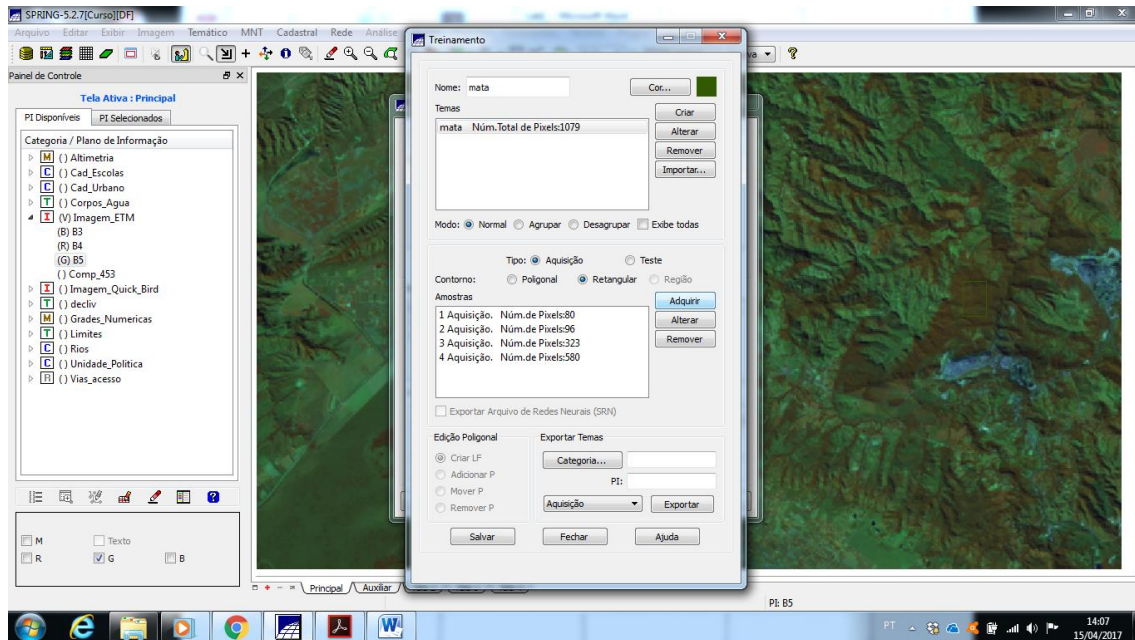 SPRING-5.2.7[Curso][DF]
Arquivo Editar Exibir Imagem Temático MNT Cadastral Rede Análise
Painel de Controle
Tela Ativa : Principal
PI Disponíveis PI Selecionados
Categoria / Plano de Informação
M () Altimetria
C () Cad_Escolas
C () Cad_Urbano
T () Corpos_Agua
I (V) Imagem_ETM
(B) B3
(R) B4
(G) B5
() Comp_453
I () Imagem_Quick_Bird
T () decliv
M () Grades_Numericas
T () Limites
C () Rios
C () Unidade_Politica
R () Vias_acesso
M Texto
R G B
Treinamento
Nome: mata Cor...
Temas
mata Núm.Total de Pixels:1079
Criar
Alterar
Remover
Importar...
Modo: Normal Agrupar Desagrupar Exibe todas
Tipo: Aquisição Teste
Contorno: Poligonal Retangular Região
Amostras
1 Aquisição. Núm.de Pixels:80
2 Aquisição. Núm.de Pixels:96
3 Aquisição. Núm.de Pixels:323
4 Aquisição. Núm.de Pixels:580
Adquirir
Alterar
Remover
Exportar Arquivo de Redes Neurais (SRN)
Edição Poligonal
Criar LF
Adicionar P
Mover P
Remover P
Exportar Temas
Categoria...
PI:
Aquisição Exportar
Salvar Fechar Ajuda
Principal Auxiliar
PI: B5
PT
14:07
15/04/2017